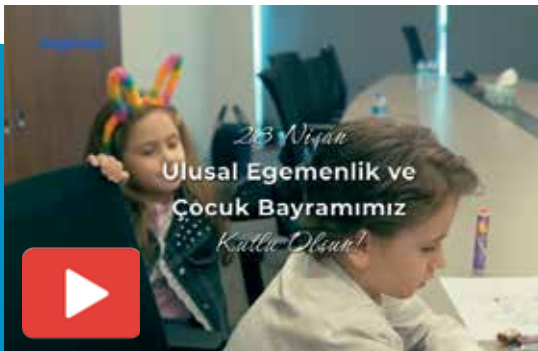 23 Nisan
Ulusal Egemenlik ve
Çocuk Bayramımız
Kutlu Olsun!